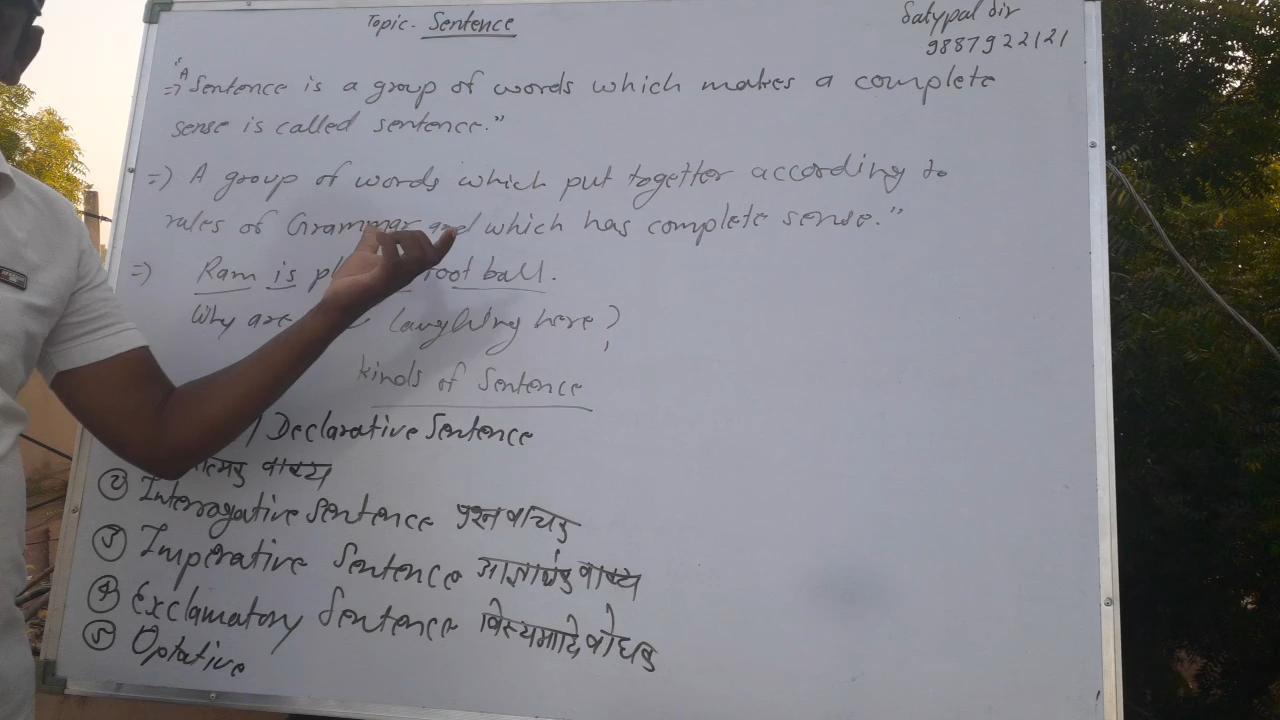 Topic - Sentence
Satypal Sir
9887922121
"A
=> Sentence is a group of words which makes a complete
sense is called sentence."
=> A group of words which put together according to
rules of Grammar and which has complete sense."
=> Ram is football.
Why are laughing here?
kinds of Sentence
/ Declarative Sentence
वाक्य
② Interrogative Sentence प्रश्नवाचक
③ Imperative Sentence वाक्य
④ Exclamatory Sentence विस्मयादिबोधक
⑤ Optative